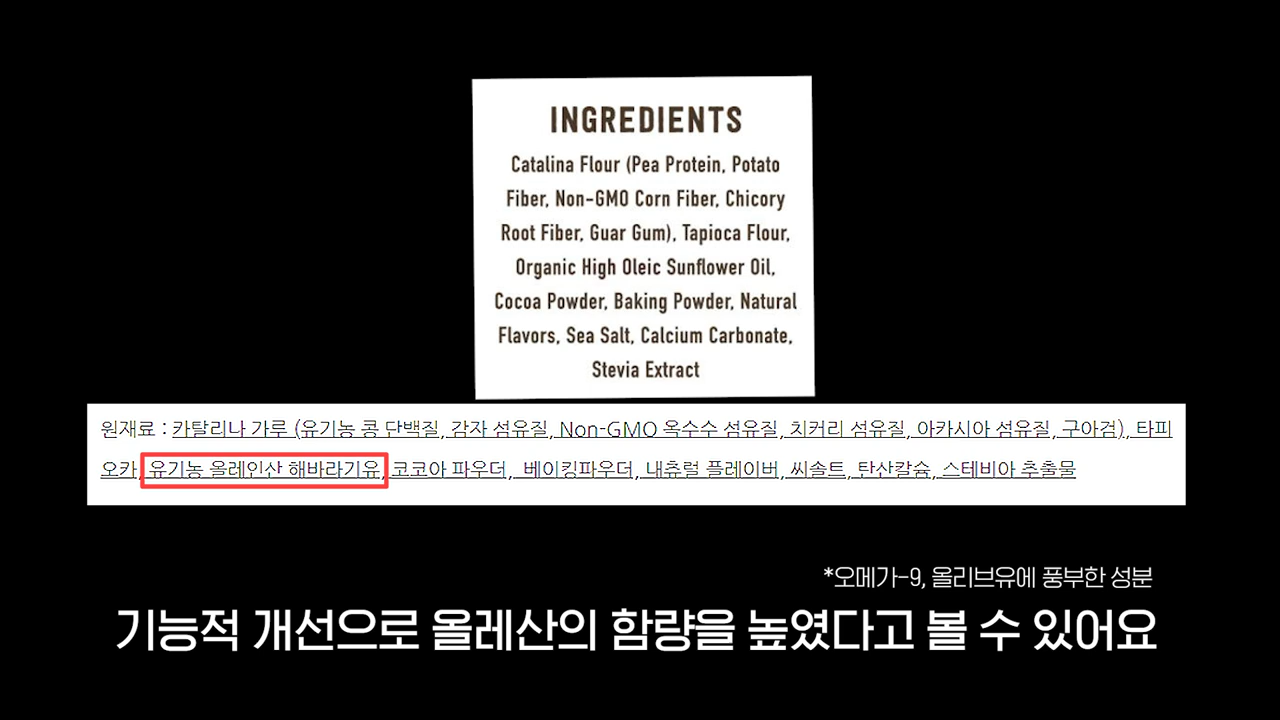 INGREDIENTS
Catalina Flour (Pea Protein, Potato
Fiber, Non-GMO Corn Fiber, Chicory
Root Fiber, Guar Gum), Tapioca Flour,
Organic High Oleic Sunflower Oil,
Cocoa Powder, Baking Powder, Natural
Flavors, Sea Salt, Calcium Carbonate,
Stevia Extract
원재료 : 카탈리나 가루 (유기농 콩 단백질, 감자 섬유질, Non-GMO 옥수수 섬유질, 치커리 섬유질, 아카시아 섬유질, 구아검), 타피
오카, 유기농 올레인산 해바라기유, 코코아 파우더, 베이킹파우더, 내츄럴 플레이버, 씨솔트, 탄산칼슘, 스테비아 추출물
*오메가-9, 올리브유에 풍부한 성분
기능적 개선으로 올레산의 함량을 높였다고 볼 수 있어요